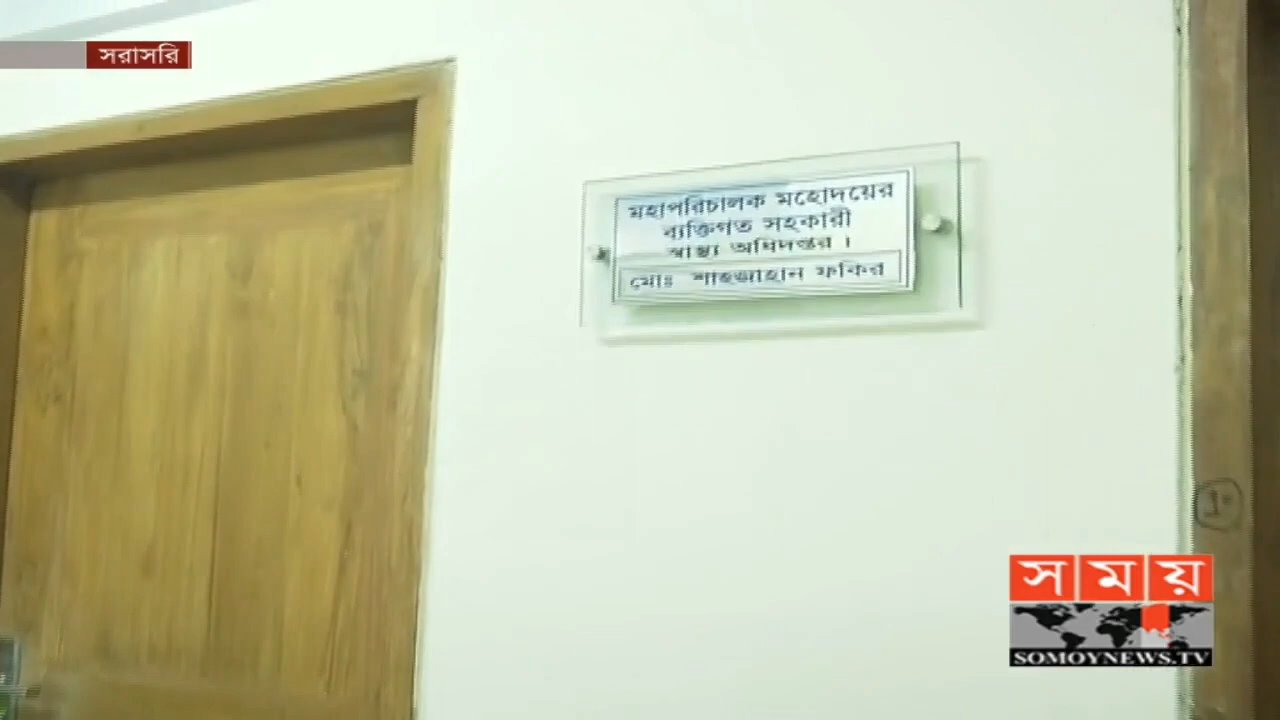 সরাসরি
মহাপরিচালক মহোদয়ের
ব্যক্তিগত সহকারী
স্বাস্থ্য অধিদপ্তর ।
মোঃ শাহজাহান ফকির
সময়
SOMOYNEWS.TV